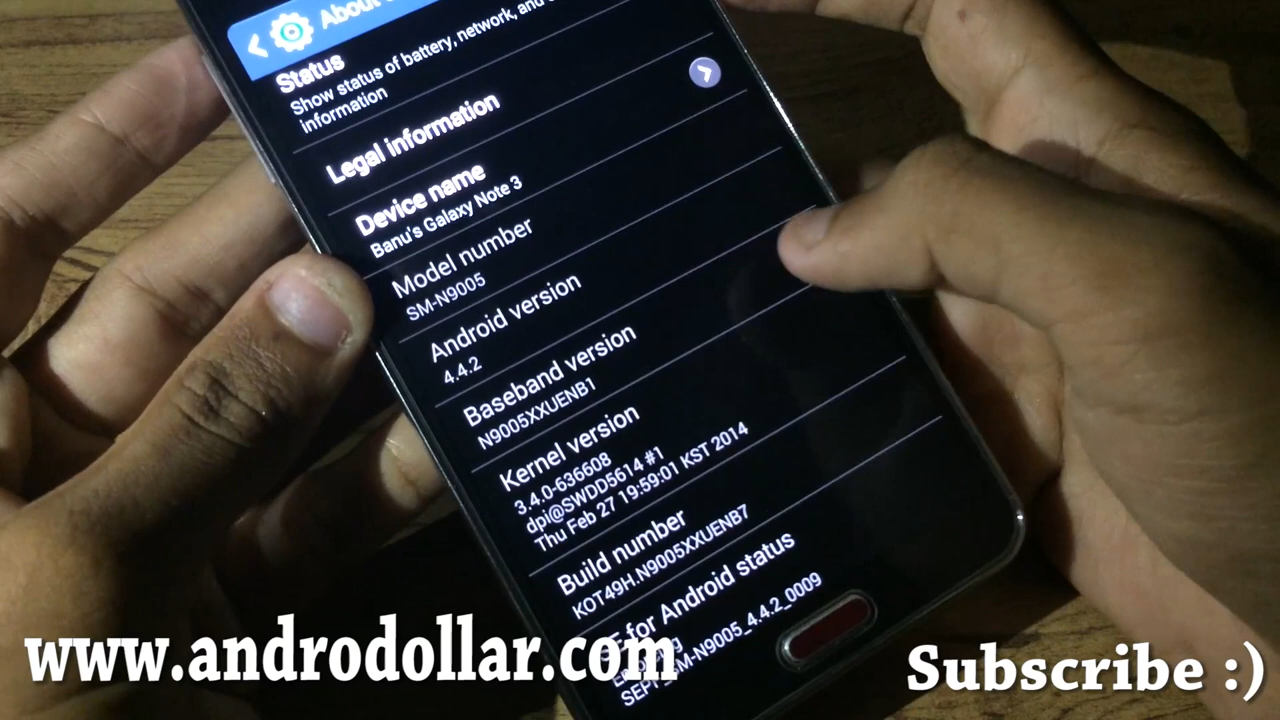 About
Status
Show status of battery, network, and
information
Legal information
Device name
Banu's Galaxy Note 3
Model number
SM-N9005
Android version
4.4.2
Baseband version
N9005XXUENB1
Kernel version
3.4.0-636608
dpi@SWDD5614 #1
Thu Feb 27 19:59:01 KST 2014
Build number
KOT49H.N9005XXUENB7
for Android status
SM-N9005_4.4.2_0009
www.androdollar.com
Subscribe :)